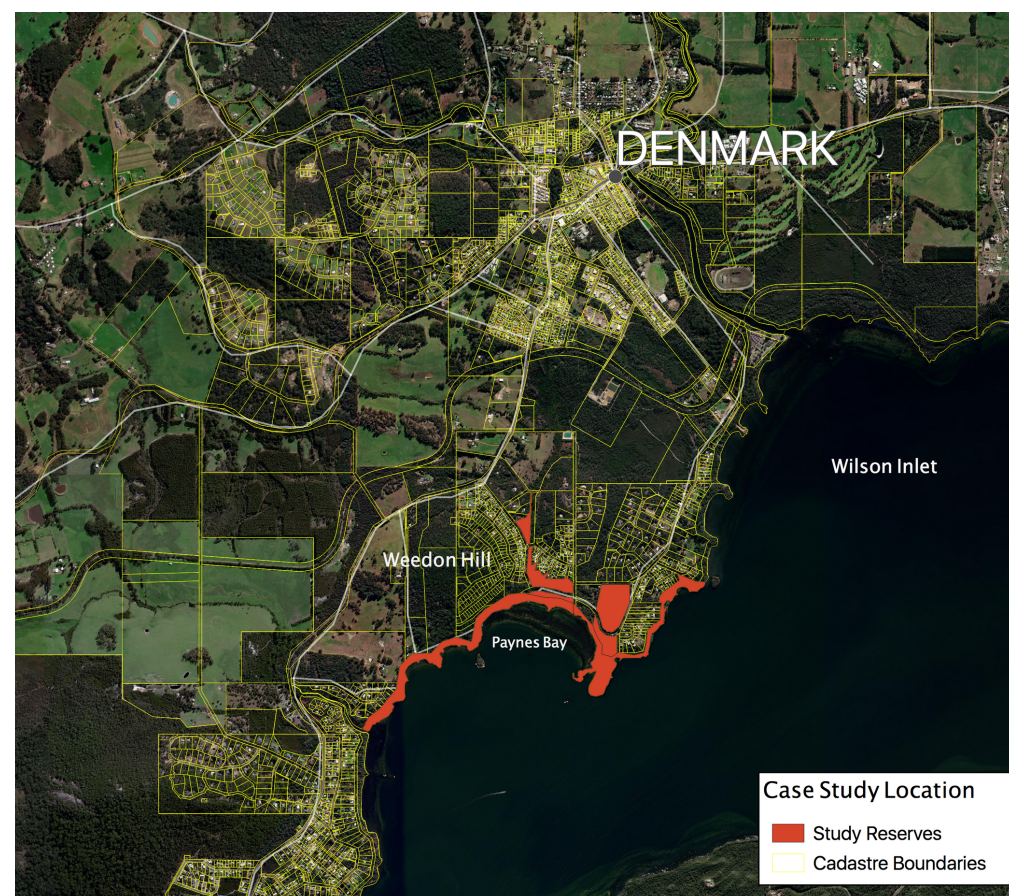 DENMARK
Wilson Inlet
Weedon Hill
Paynes Bay
Case Study Location
Study Reserves
Cadastre Boundaries